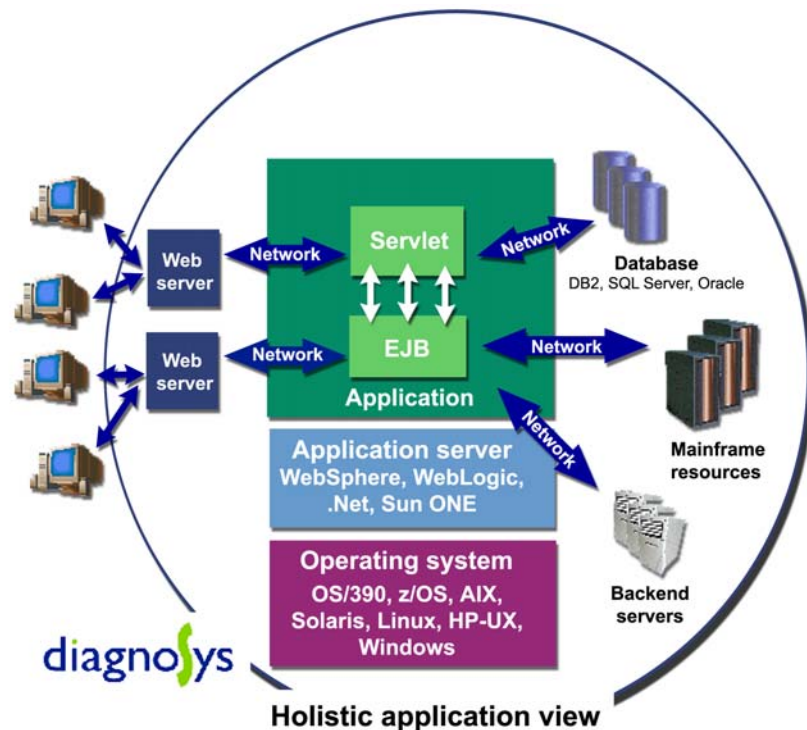 Web
server
Web
server
Network
Network
Servlet
EJB
Application
Network
Network
Network
Database
DB2, SQL Server, Oracle
Mainframe
resources
Backend
servers
Application server
WebSphere, WebLogic,
.Net, Sun ONE
Operating system
OS/390, z/OS, AIX,
Solaris, Linux, HP-UX,
Windows
diagnosys
Holistic application view